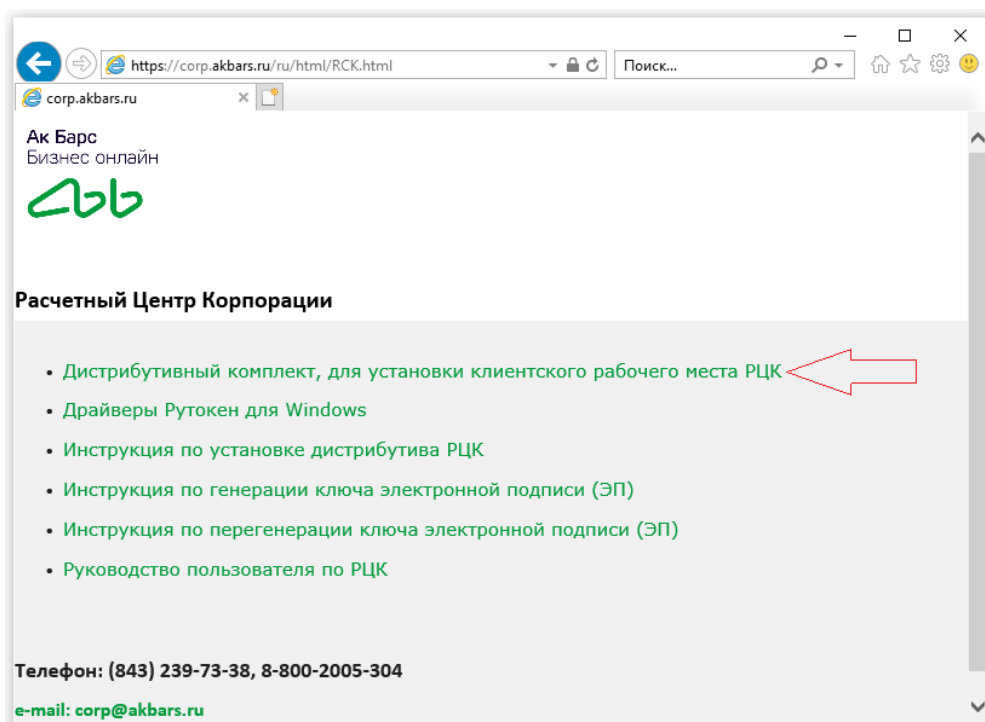 https://corp.akbars.ru/ru/html/RCK.html
Поиск...
corp.akbars.ru
Ак Барс
Бизнес онлайн
Расчетный Центр Корпорации
• Дистрибутивный комплект, для установки клиентского рабочего места РЦК
• Драйверы Рутокен для Windows
• Инструкция по установке дистрибутива РЦК
• Инструкция по генерации ключа электронной подписи (ЭП)
• Инструкция по перегенерации ключа электронной подписи (ЭП)
• Руководство пользователя по РЦК
Телефон: (843) 239-73-38, 8-800-2005-304
e-mail: corp@akbars.ru